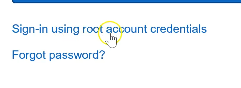 Sign-in using root account credentials
Forgot password?